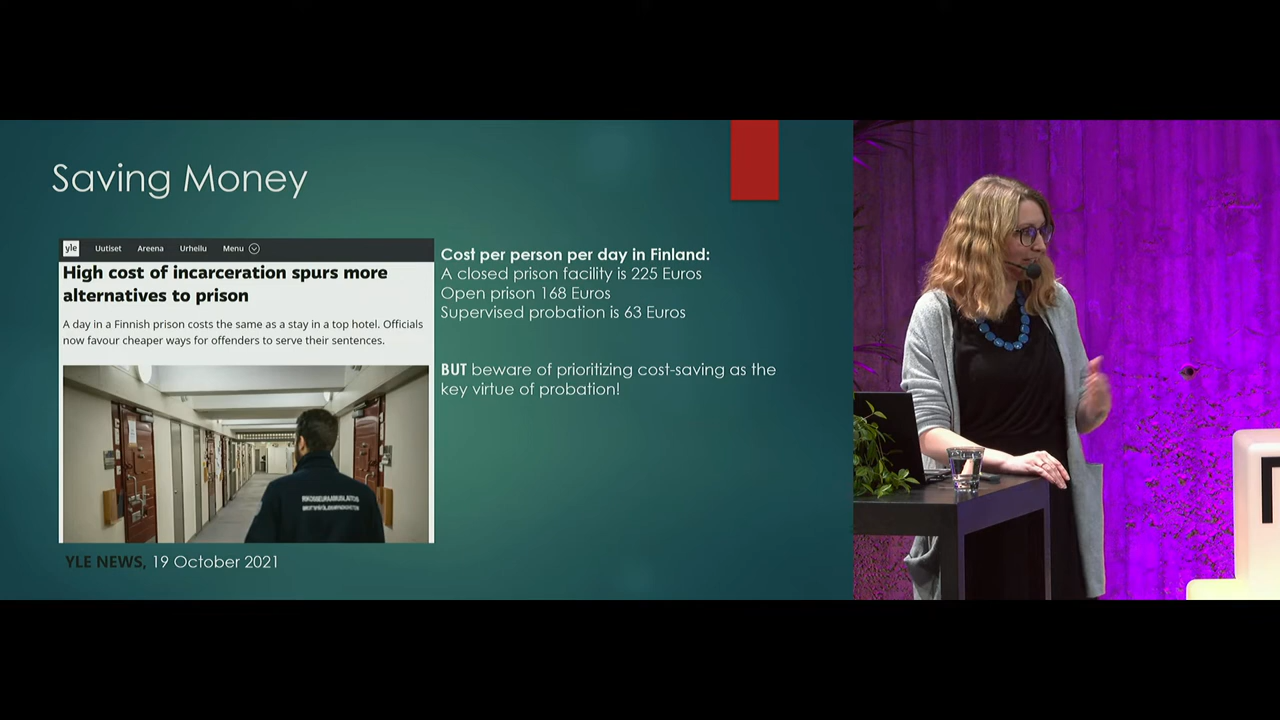 Saving Money
yle Uutiset Areena Urheilu Menu
High cost of incarceration spurs more
alternatives to prison
A day in a Finnish prison costs the same as a stay in a top hotel. Officials
now favour cheaper ways for offenders to serve their sentences.
YLE NEWS, 19 October 2021
Cost per person per day in Finland:
A closed prison facility is 225 Euros
Open prison 168 Euros
Supervised probation is 63 Euros
BUT beware of prioritizing cost-saving as the
key virtue of probation!